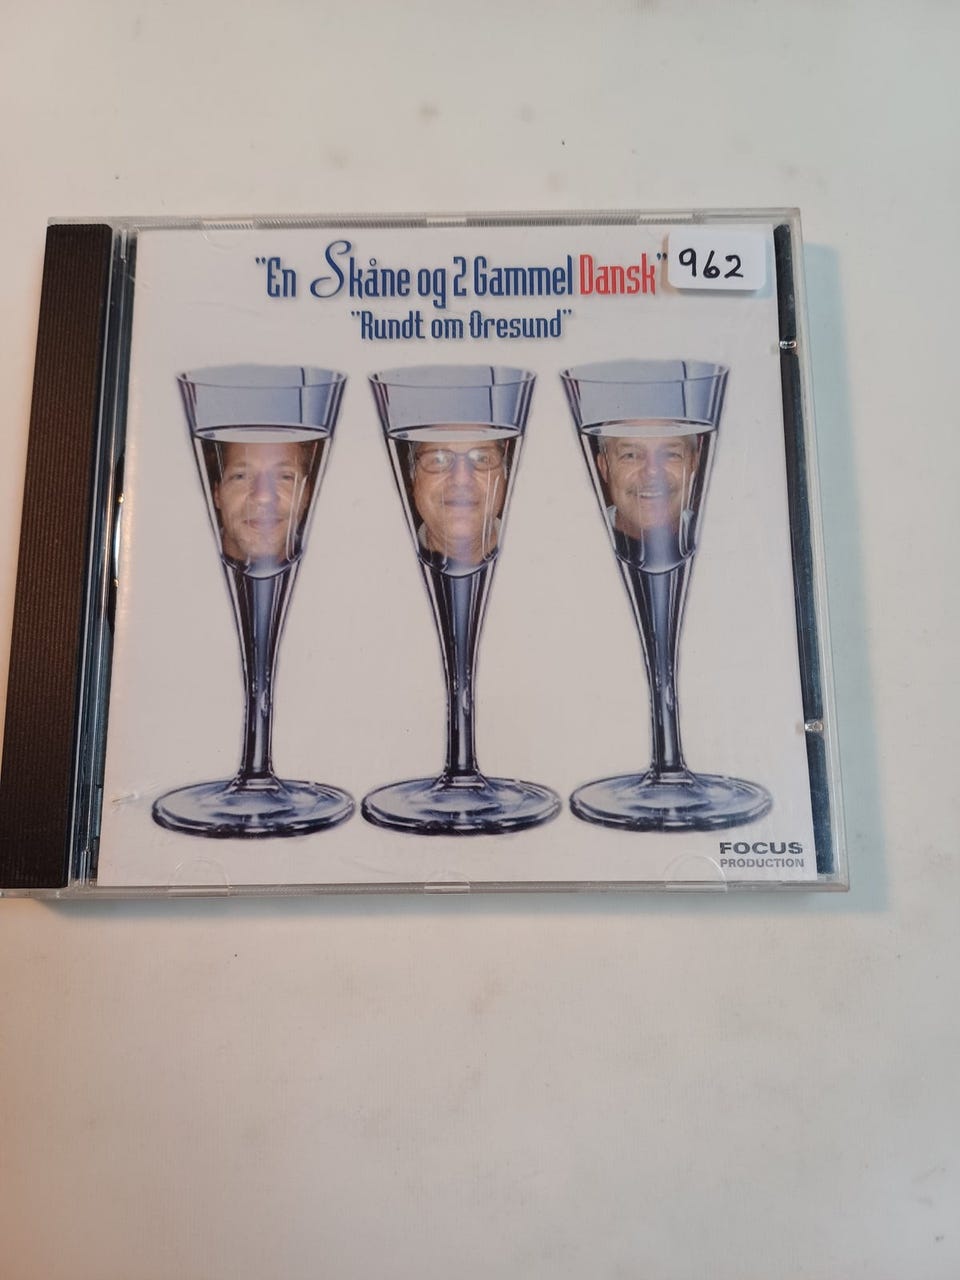 "En Skåne og 2 Gammel Dansk"
962
"Rundt om Øresund"
FOCUS
PRODUCTION